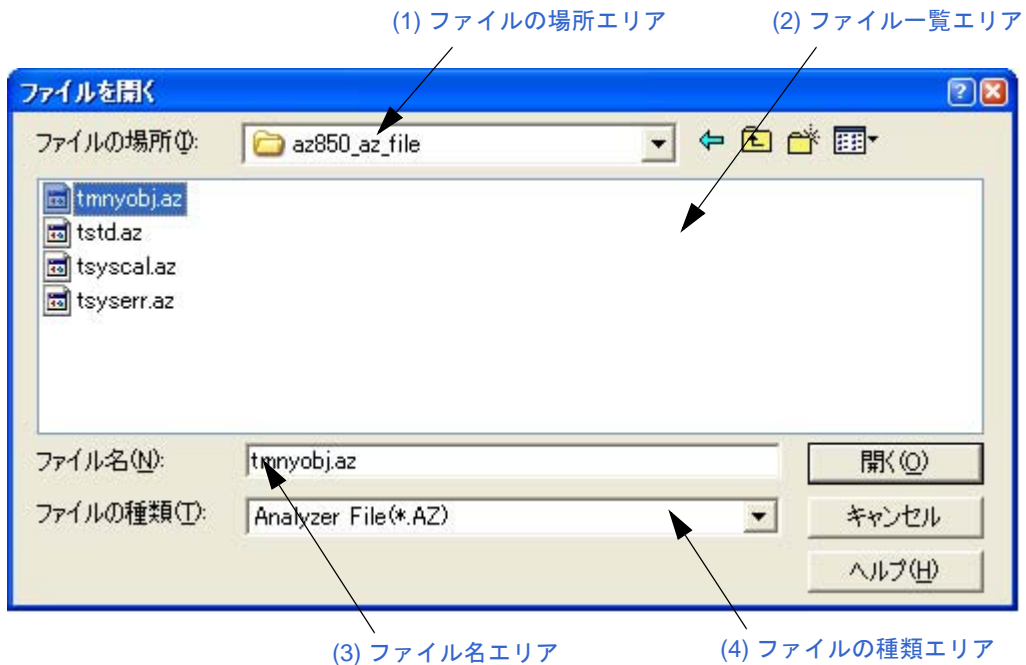 (1) ファイルの場所エリア
(2) ファイル一覧エリア
ファイルを開く
ファイルの場所(I):
az850_az_file
tmnyobj.az
tstd.az
tsyscal.az
tsyserr.az
ファイル名(N):
tmnyobj.az
開く(O)
ファイルの種類(T):
Analyzer File(*.AZ)
キャンセル
ヘルプ(H)
(3) ファイル名エリア
(4) ファイルの種類エリア